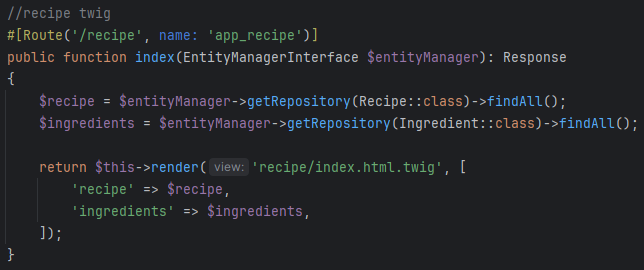 //recipe twig
#[Route('/recipe', name: 'app_recipe')]
public function index(EntityManagerInterface $entityManager): Response
{
    $recipe = $entityManager->getRepository(Recipe::class)->findAll();
    $ingredients = $entityManager->getRepository(Ingredient::class)->findAll();
    return $this->render( view: 'recipe/index.html.twig', [
        'recipe' => $recipe,
        'ingredients' => $ingredients,
    ]);
}